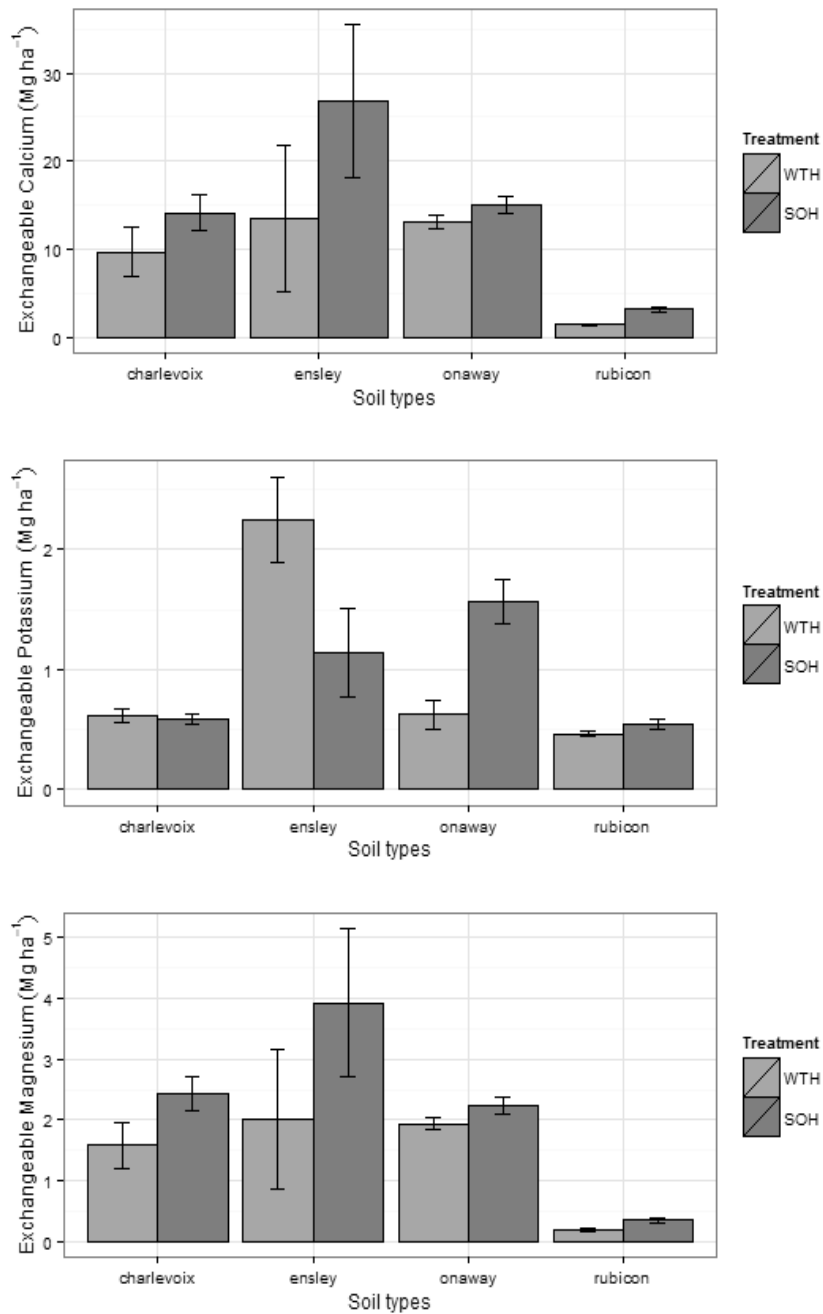 Exchangeable Calcium (Mg ha⁻¹)
30
20
10
0
charlevoix ensley onaway rubicon
Soil types
Treatment
WTH
SOH
Exchangeable Potassium (Mg ha⁻¹)
2
1
0
charlevoix ensley onaway rubicon
Soil types
Treatment
WTH
SOH
Exchangeable Magnesium (Mg ha⁻¹)
5
4
3
2
1
0
charlevoix ensley onaway rubicon
Soil types
Treatment
WTH
SOH